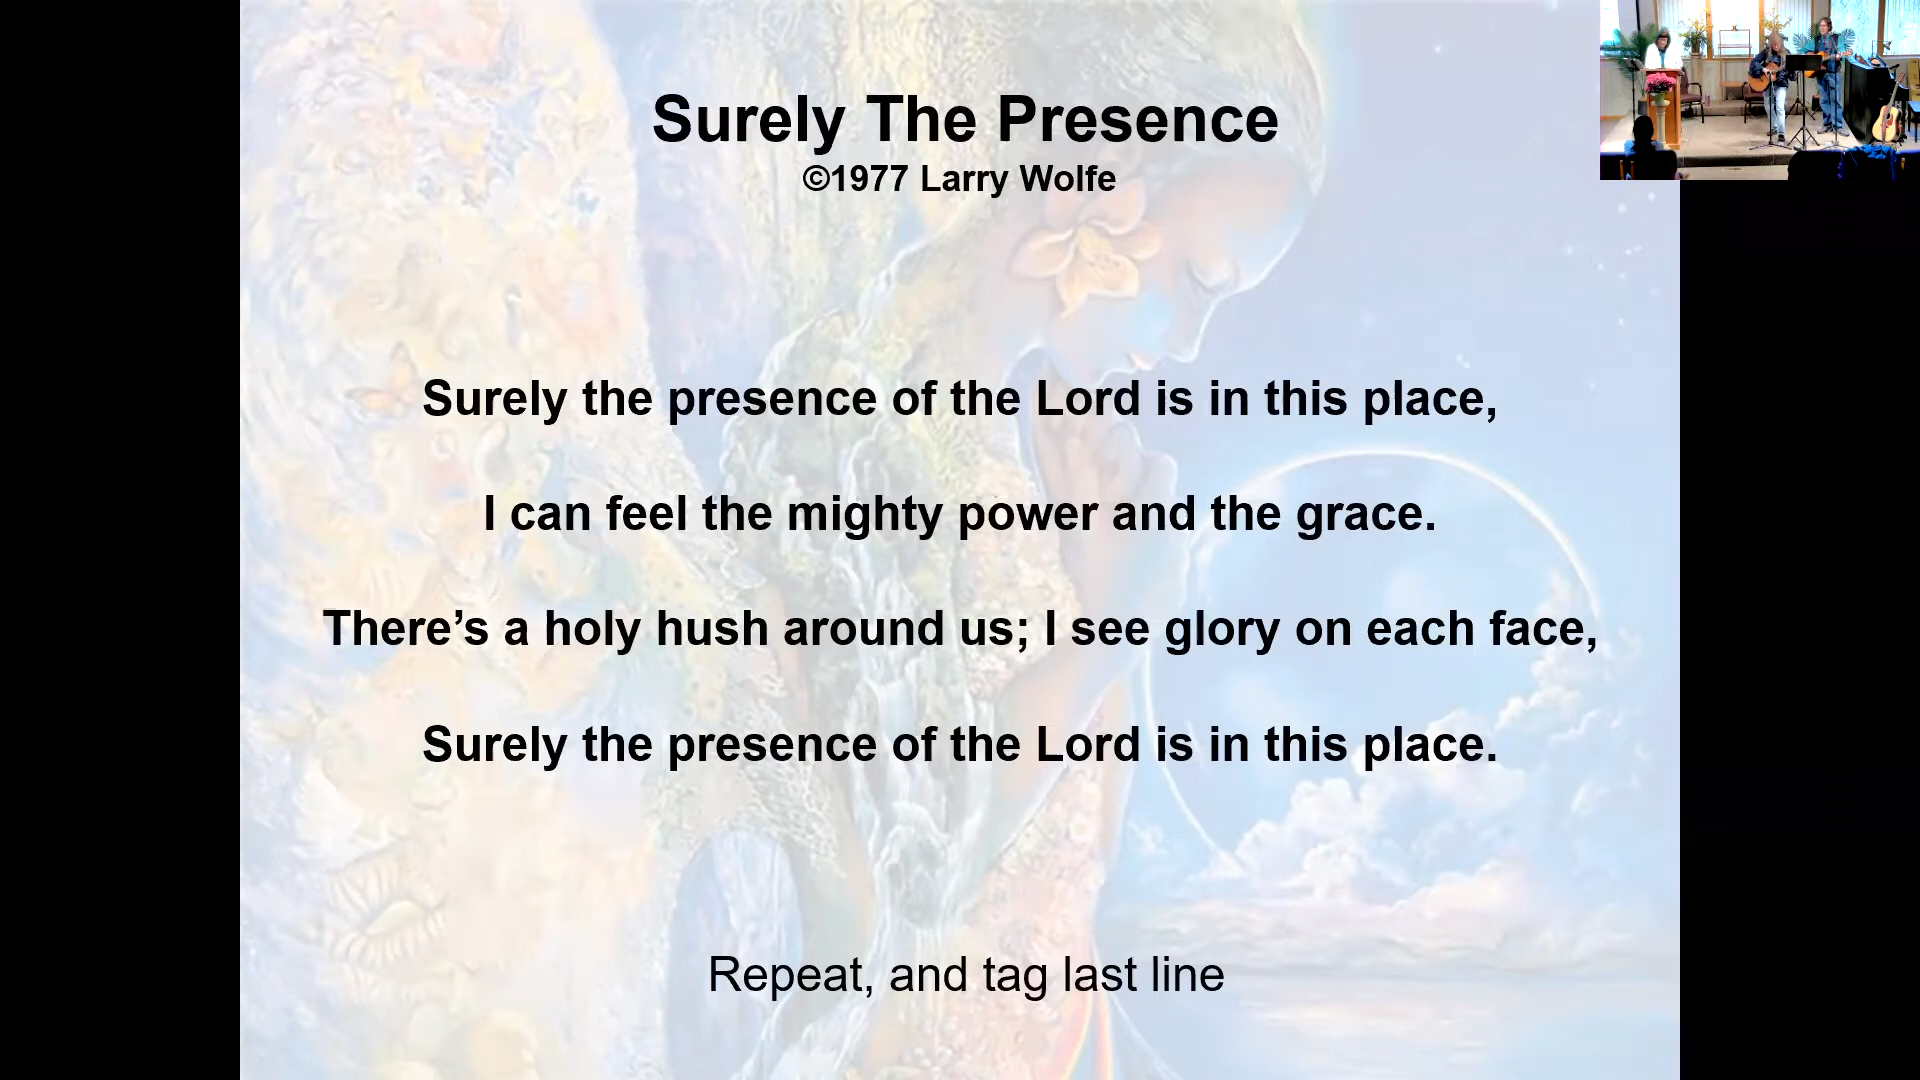 Surely The Presence
©1977 Larry Wolfe
Surely the presence of the Lord is in this place,
I can feel the mighty power and the grace.
There’s a holy hush around us; I see glory on each face,
Surely the presence of the Lord is in this place.
Repeat, and tag last line